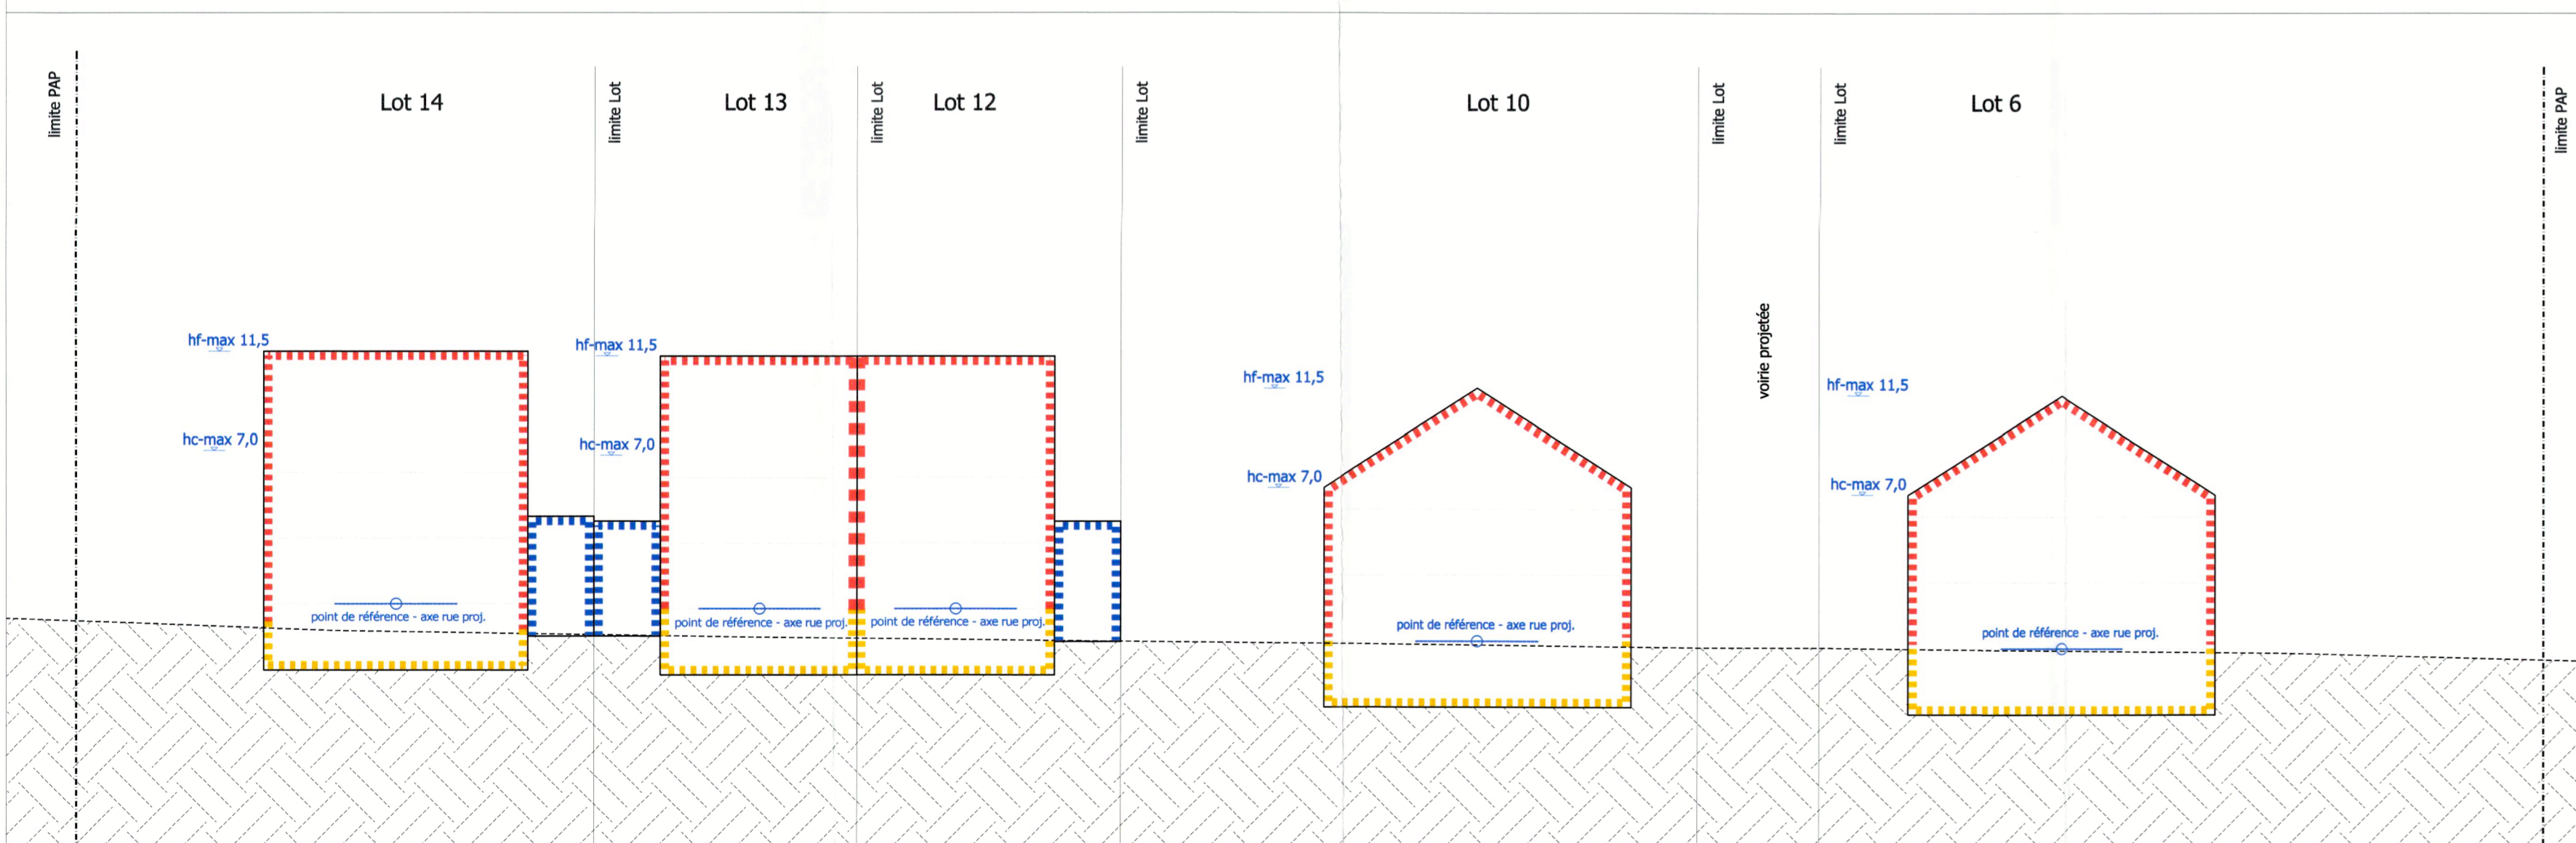 limite PAP
Lot 14
limite Lot
Lot 13
limite Lot
Lot 12
limite Lot
Lot 10
limite Lot
limite Lot
Lot 6
limite PAP
voirie projetée
hf-max 11,5
hf-max 11,5
hf-max 11,5
hf-max 11,5
hc-max 7,0
hc-max 7,0
hc-max 7,0
hc-max 7,0
point de référence - axe rue proj.
point de référence - axe rue proj.
point de référence - axe rue proj.
point de référence - axe rue proj.
point de référence - axe rue proj.